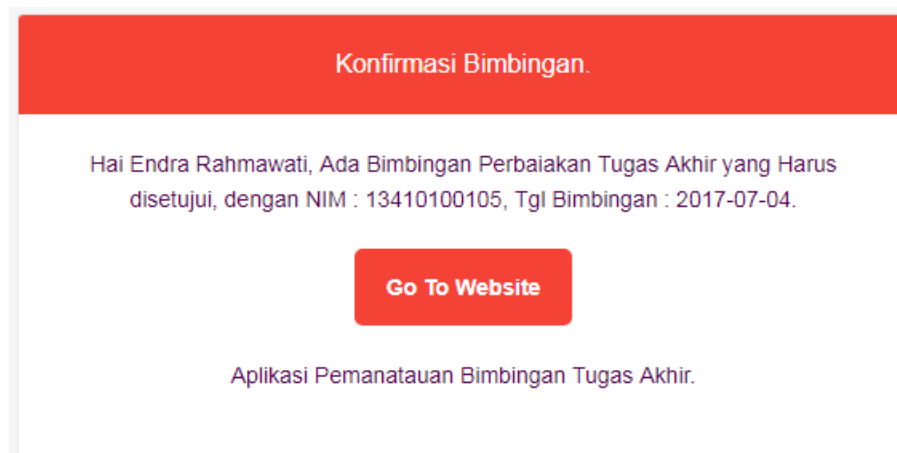 Konfirmasi Bimbingan.
Hai Endra Rahmawati, Ada Bimbingan Perbaiakan Tugas Akhir yang Harus
disetujui, dengan NIM : 13410100105, Tgl Bimbingan : 2017-07-04.
Go To Website
Aplikasi Pemanatauan Bimbingan Tugas Akhir.